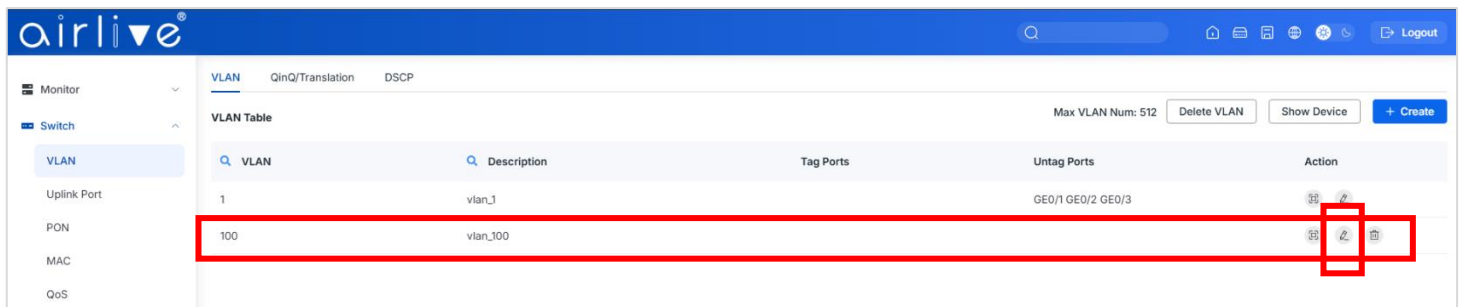 airlive®
Logout
Monitor
Switch
VLAN
Uplink Port
PON
MAC
QoS
VLAN QinQ/Translation DSCP
VLAN Table Max VLAN Num: 512 Delete VLAN Show Device + Create
VLAN Description Tag Ports Untag Ports Action
1 vlan_1 GE0/1 GE0/2 GE0/3
100 vlan_100